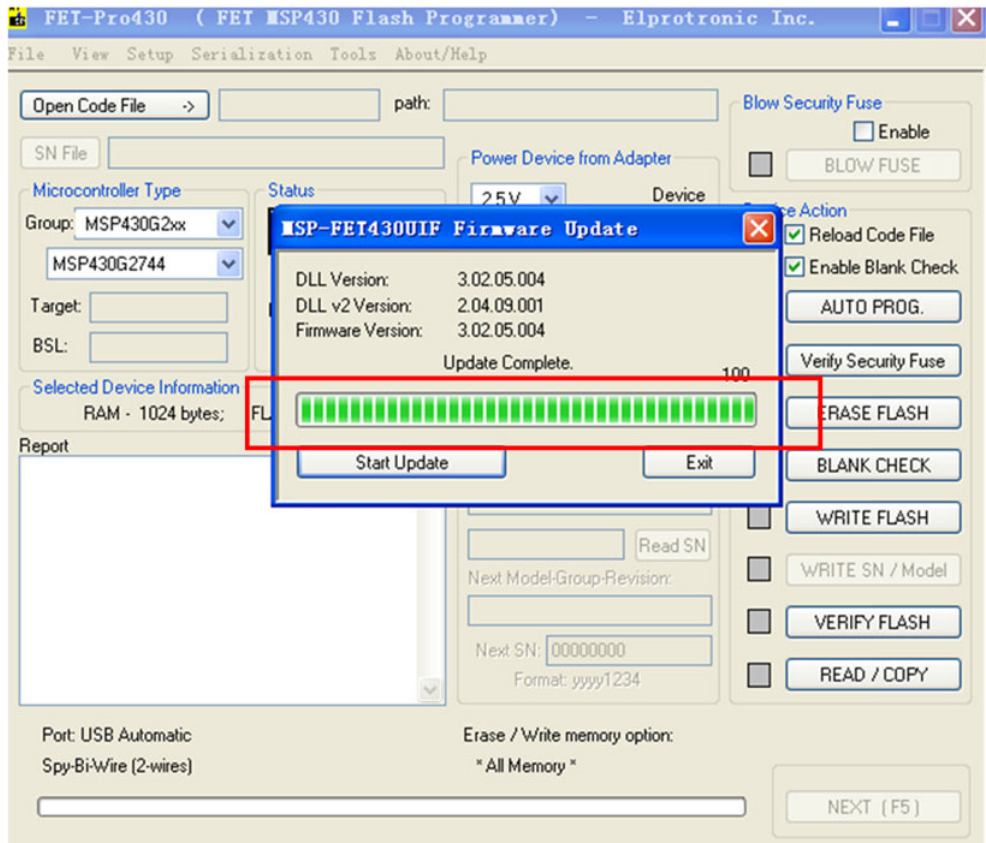 FET-Pro430 ( FET MSP430 Flash Programmer) - Elprotronic Inc.
File View Setup Serialization Tools About/Help
Open Code File -> path:
SN File
Blow Security Fuse
Enable
BLOW FUSE
Microcontroller Type
Group: MSP430G2xx
MSP430G2744
Target:
BSL:
Status
Power Device from Adapter
2.5V
Device
Action
Reload Code File
Enable Blank Check
AUTO PROG.
Verify Security Fuse
ERASE FLASH
BLANK CHECK
WRITE FLASH
WRITE SN / Model
VERIFY FLASH
READ / COPY
MSP-FET430UIF Firmware Update
DLL Version: 3.02.05.004
DLL v2 Version: 2.04.09.001
Firmware Version: 3.02.05.004
Update Complete.
100
Start Update Exit
Selected Device Information
RAM - 1024 bytes;
Report
Read SN
Next Model-Group-Revision:
Next SN: 00000000
Format: yyyy1234
Port: USB Automatic
Spy-Bi-Wire (2-wires)
Erase / Write memory option:
* All Memory *
NEXT (F5)